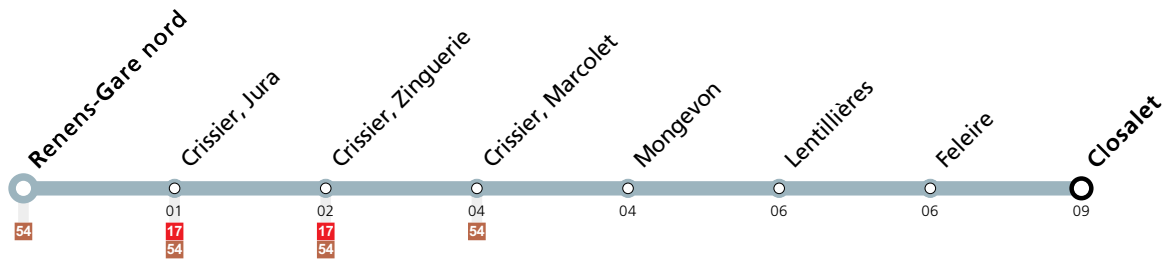 Renens-Gare nord
Crissier, Jura
Crissier, Zinguerie
Crissier, Marcolet
Mongevon
Lentillières
Feleire
Closalet
01
02
04
04
06
06
09
54
17
17
54
54
54